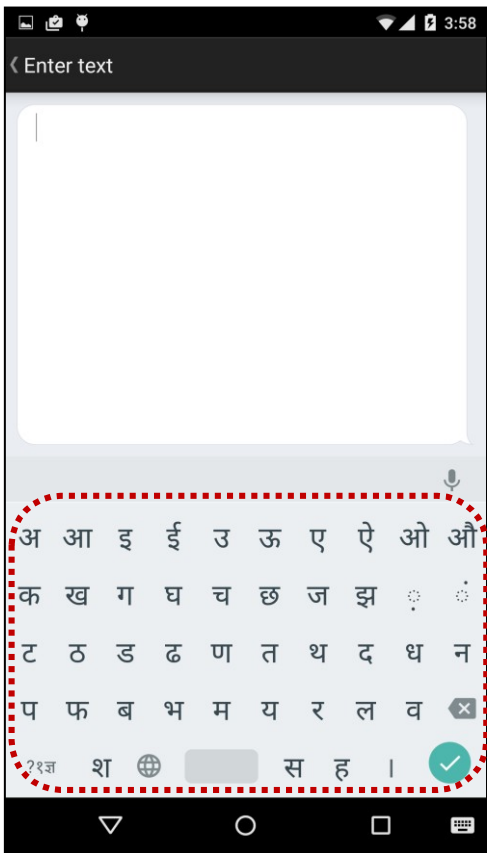 3:58
Enter text
अ आ इ ई उ ऊ ए ऐ ओ औ
क ख ग घ च छ ज झ ़ ं
ट ठ ड ढ ण त थ द ध न
प फ ब भ म य र ल व
?१ज्ञ श स ह ।